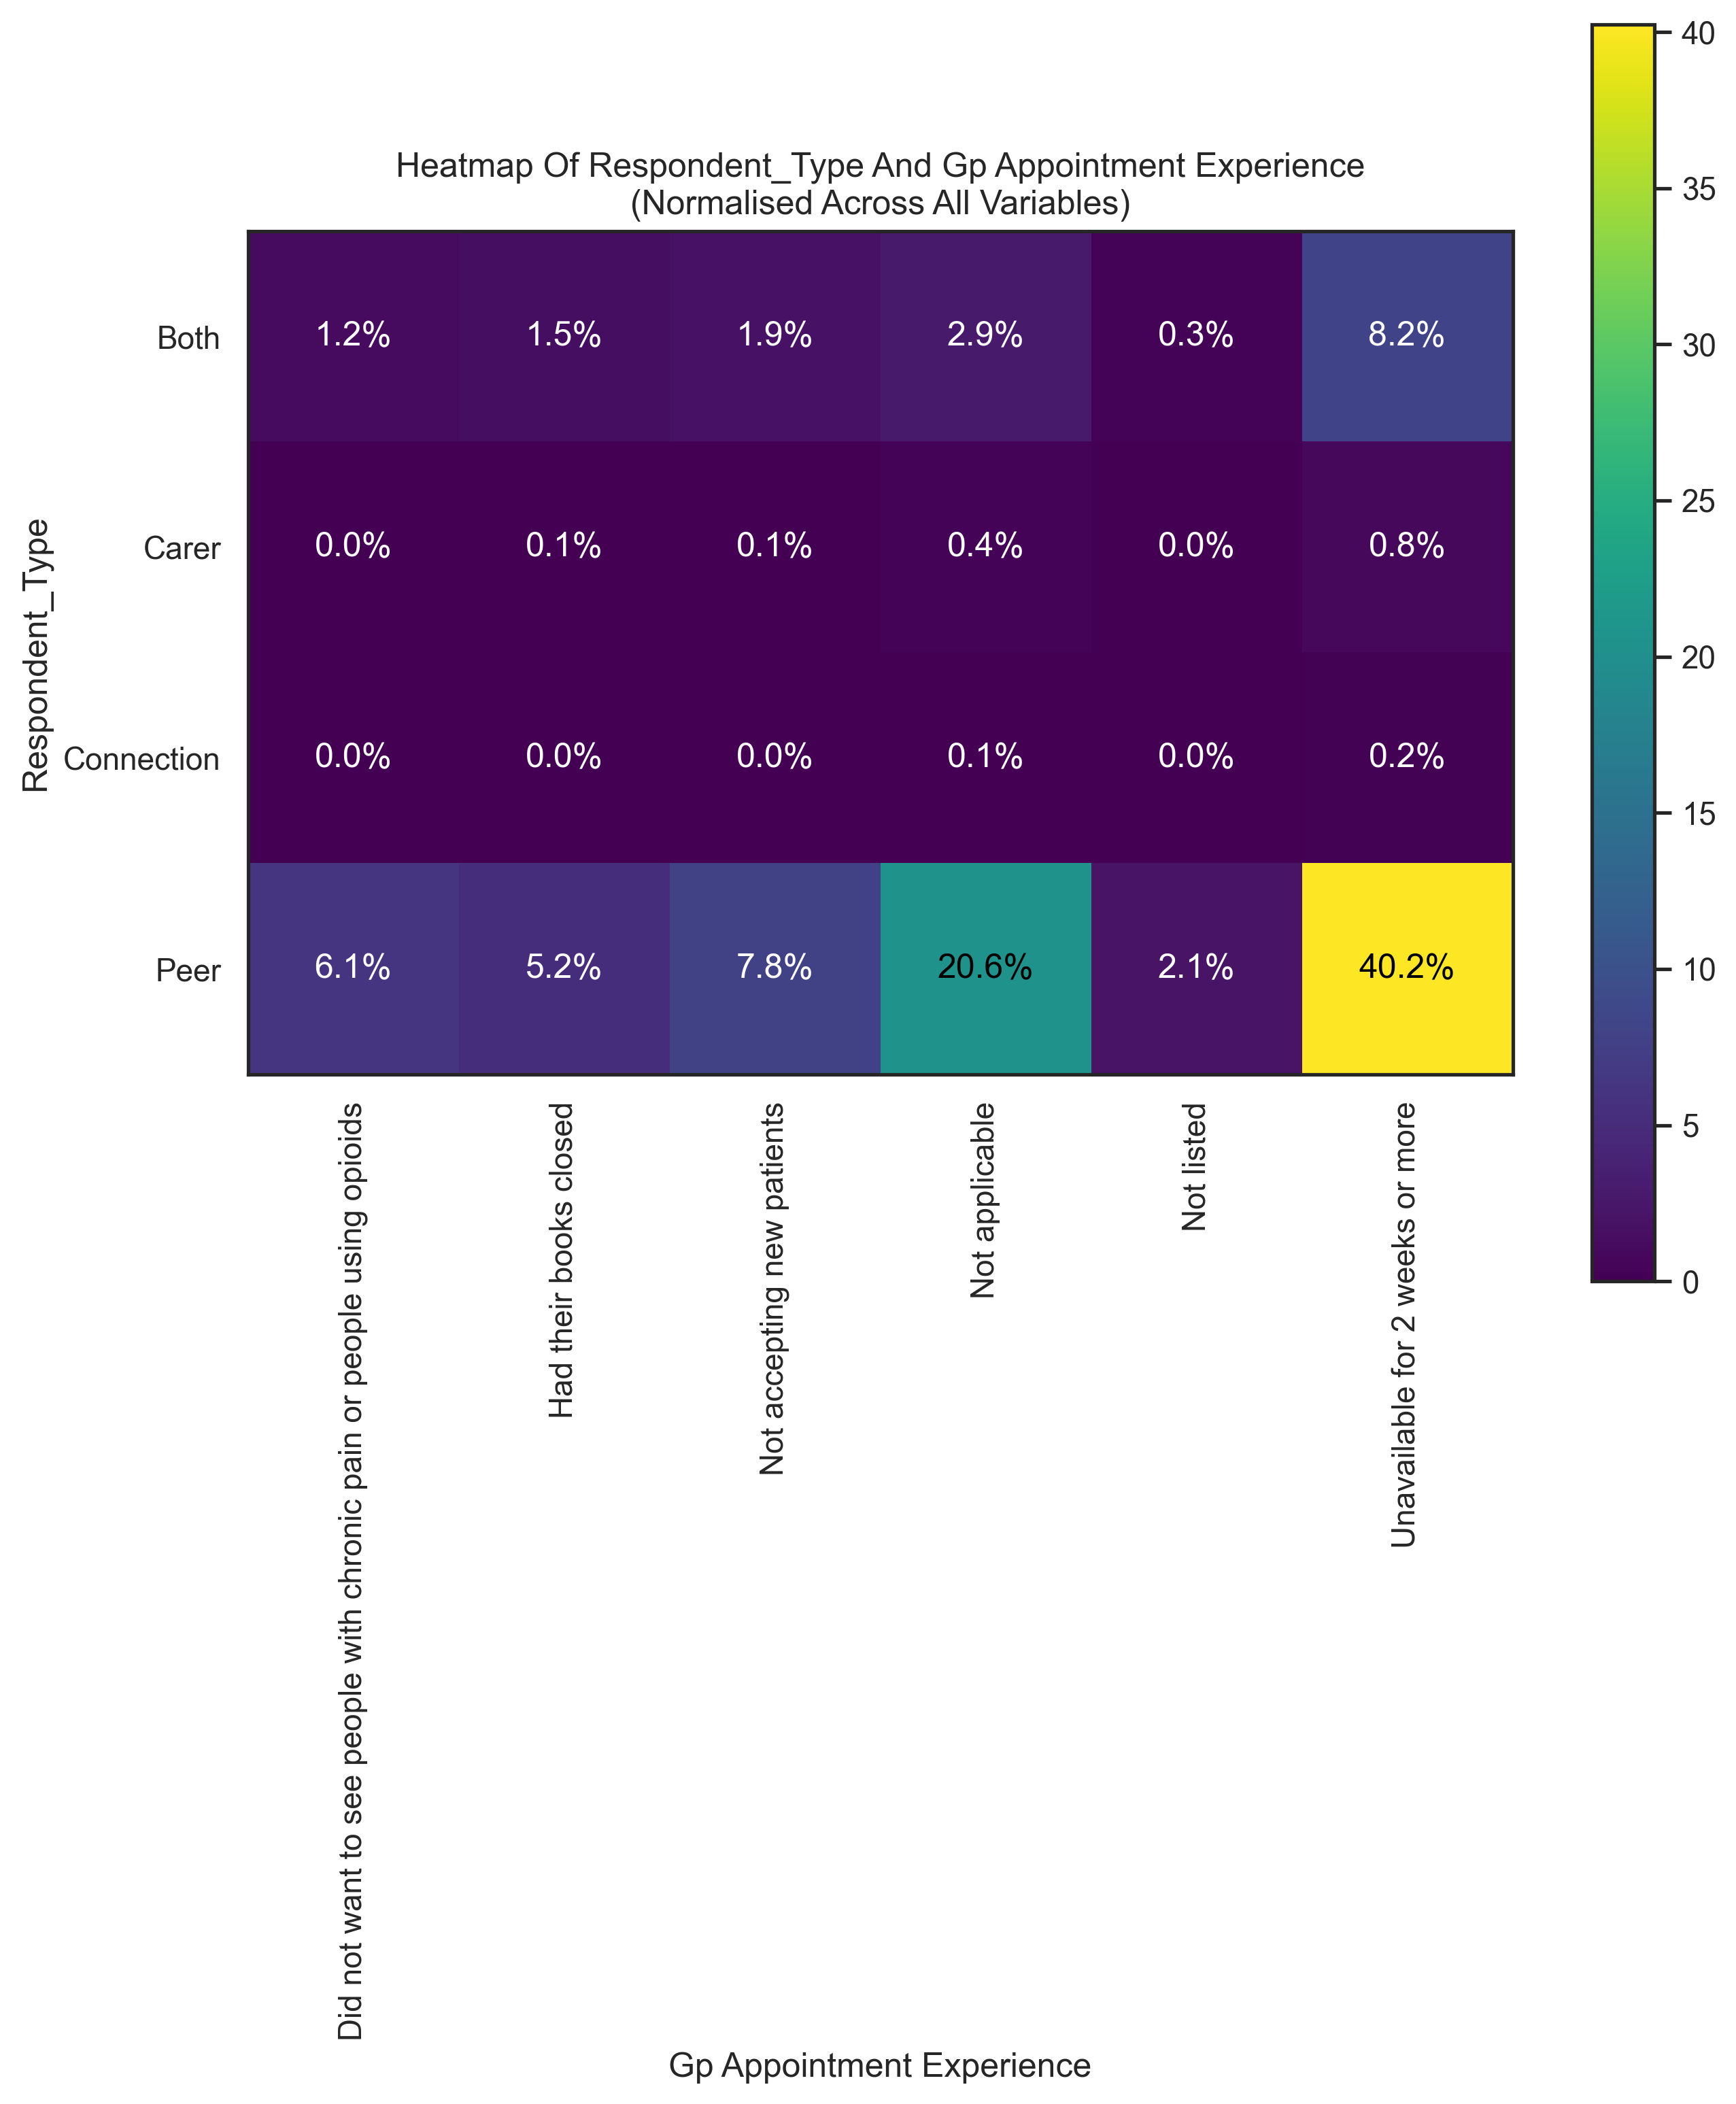 Heatmap Of Respondent_Type And Gp Appointment Experience
(Normalised Across All Variables)
Respondent_Type
Both
1.2%
1.5%
1.9%
2.9%
0.3%
8.2%
Carer
0.0%
0.1%
0.1%
0.4%
0.0%
0.8%
Connection
0.0%
0.0%
0.0%
0.1%
0.0%
0.2%
Peer
6.1%
5.2%
7.8%
20.6%
2.1%
40.2%
Did not want to see people with chronic pain or people using opioids
Had their books closed
Not accepting new patients
Not applicable
Not listed
Unavailable for 2 weeks or more
Gp Appointment Experience
40
35
30
25
20
15
10
5
0